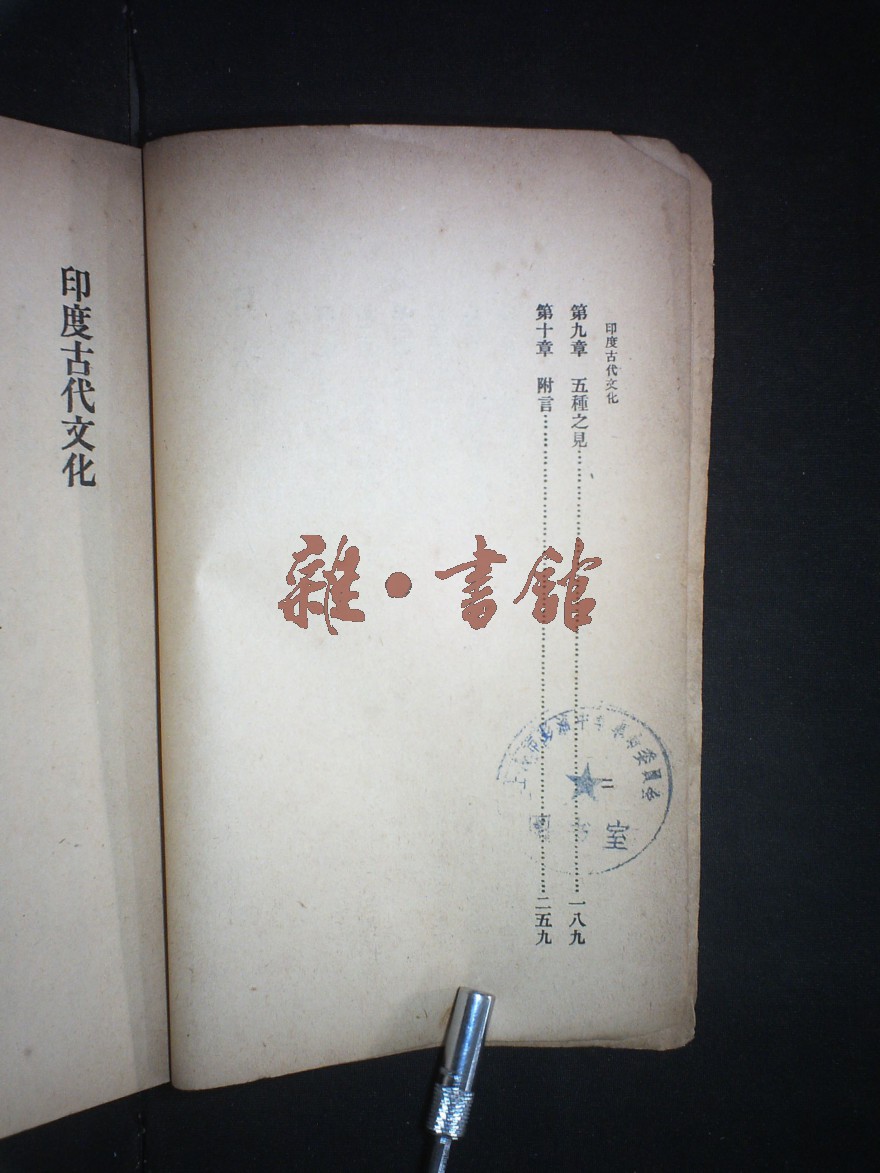 印度古代文化
第九章　五種之見……一八九
第十章　附言……二五九
二
印度古代文化
雜·書館
室